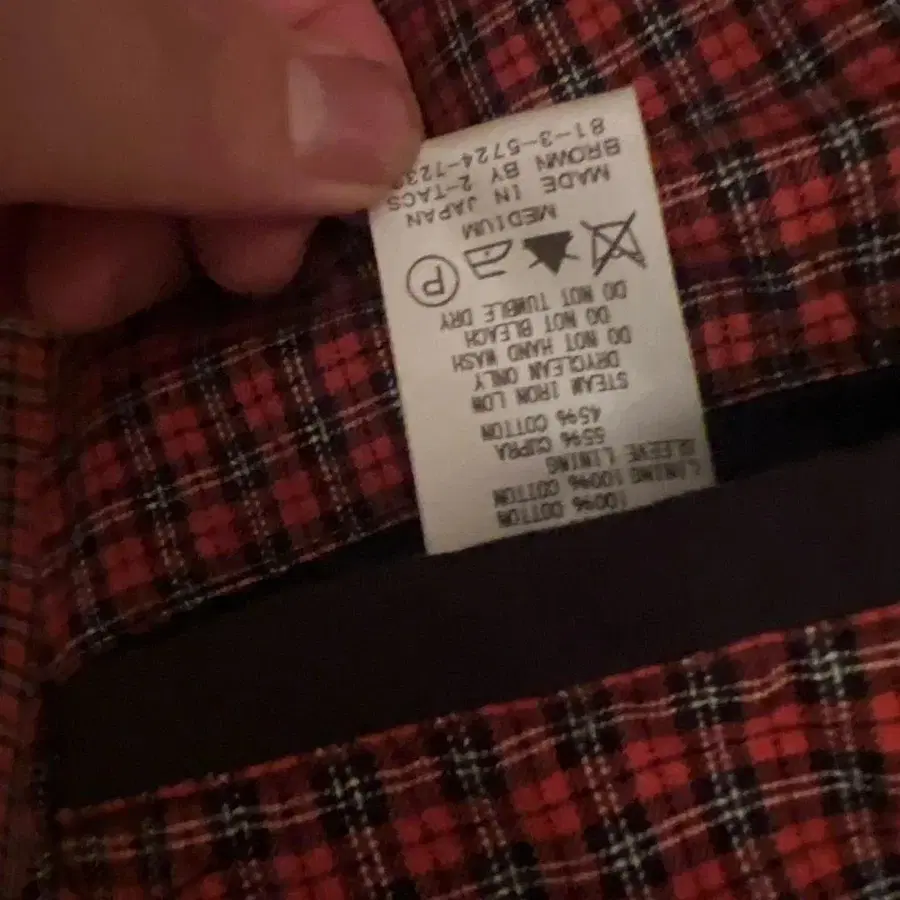 100% COTTON
LINING 100% COTTON
SLEEVE LINING
55% CUPRA
45% COTTON
STEAM IRON LOW
DRYCLEAN ONLY
DO NOT HAND WASH
DO NOT BLEACH
DO NOT TUMBLE DRY
P
MEDIUM
MADE IN JAPAN
BROWN BY 2-TACS
81-3-5724-723